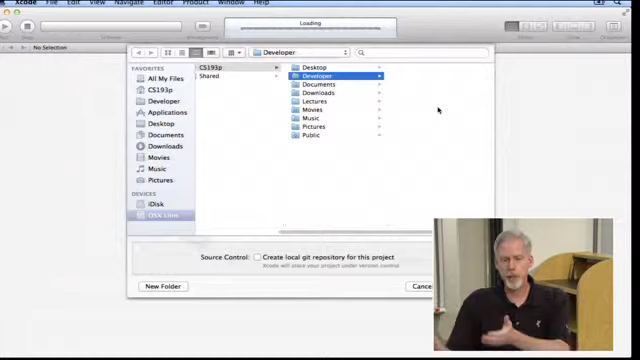 Xcode File Edit View Navigate Editor Product Window Help
Loading
No Selection
Developer
FAVORITES
All My Files
CS193p
Developer
Applications
Desktop
Documents
Downloads
Movies
Music
Pictures
DEVICES
iDisk
OSX Lion
CS193p
Shared
Desktop
Developer
Documents
Downloads
Lectures
Movies
Music
Pictures
Public
Source Control: Create local git repository for this project
Xcode will place your project under version control
New Folder
Cance